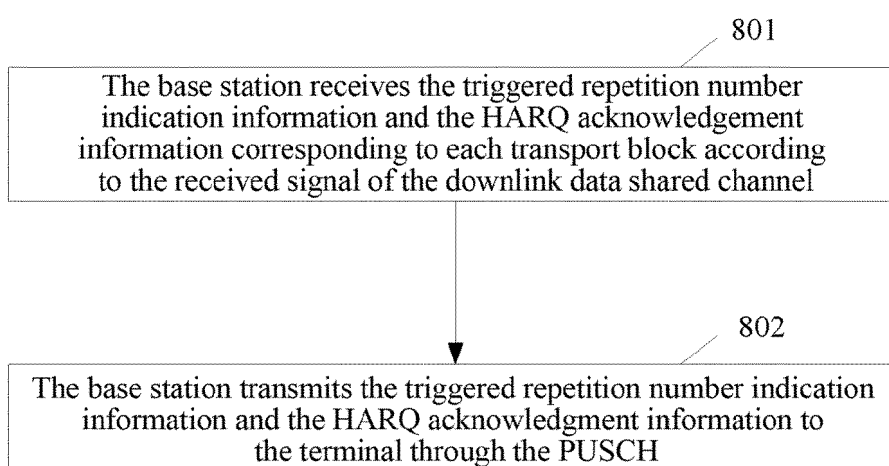 801
The base station receives the triggered repetition number
indication information and the HARQ acknowledgement
information corresponding to each transport block according
to the received signal of the downlink data shared channel
802
The base station transmits the triggered repetition number indication
information and the HARQ acknowledgment information to
the terminal through the PUSCH